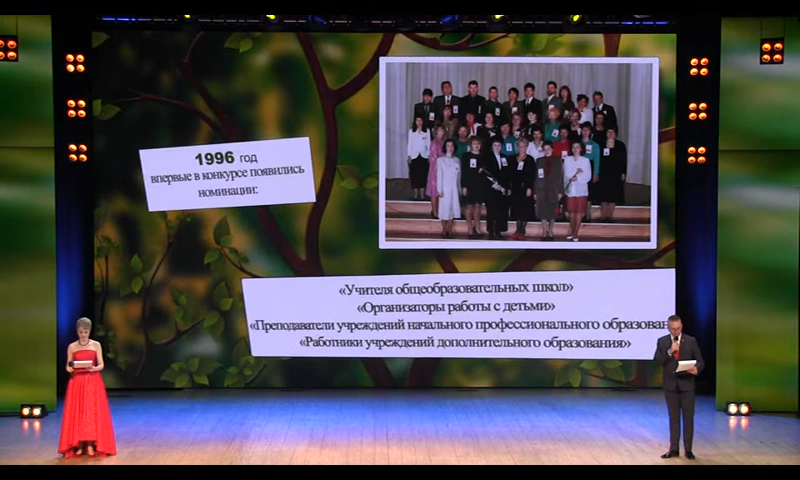 1996 год
впервые в конкурсе появились
номинации:
«Учителя общеобразовательных школ»
«Организаторы работы с детьми»
«Преподаватели учреждений начального профессионального образован
«Работники учреждений дополнительного образования»